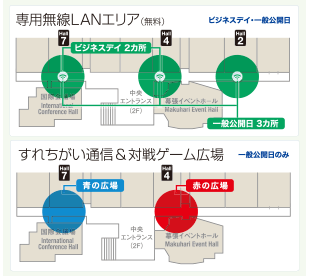 専用無線LANエリア(無料)
ビジネスデイ・一般公開日
Hall 7
Hall 4
Hall 2
ビジネスデイ 2カ所
国際会議場
International
Conference Hall
中央
エントランス
(2F)
幕張イベントホール
Makuhari Event Hall
一般公開日 3カ所
すれちがい通信&対戦ゲーム広場
一般公開日のみ
Hall 7
Hall 4
青の広場
赤の広場
国際会議場
International
Conference Hall
中央
エントランス
(2F)
幕張イベントホール
Makuhari Event Hall